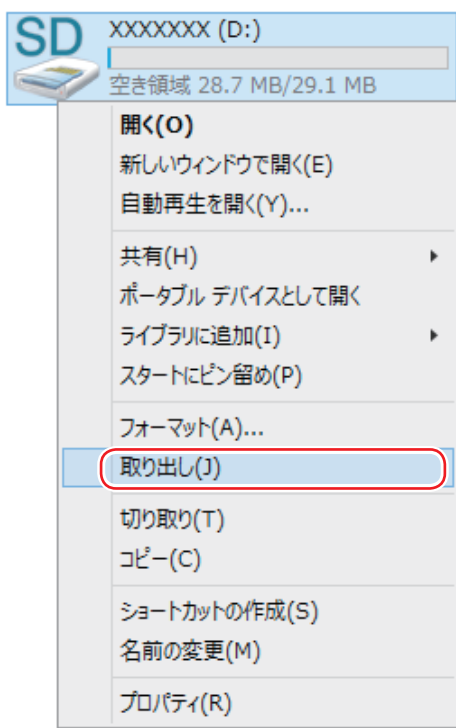 SD
XXXXXXX (D:)
空き領域 28.7 MB/29.1 MB
開く(O)
新しいウィンドウで開く(E)
自動再生を開く(Y)...
共有(H)
ポータブル デバイスとして開く
ライブラリに追加(I)
スタートにピン留め(P)
フォーマット(A)...
取り出し(J)
切り取り(T)
コピー(C)
ショートカットの作成(S)
名前の変更(M)
プロパティ(R)